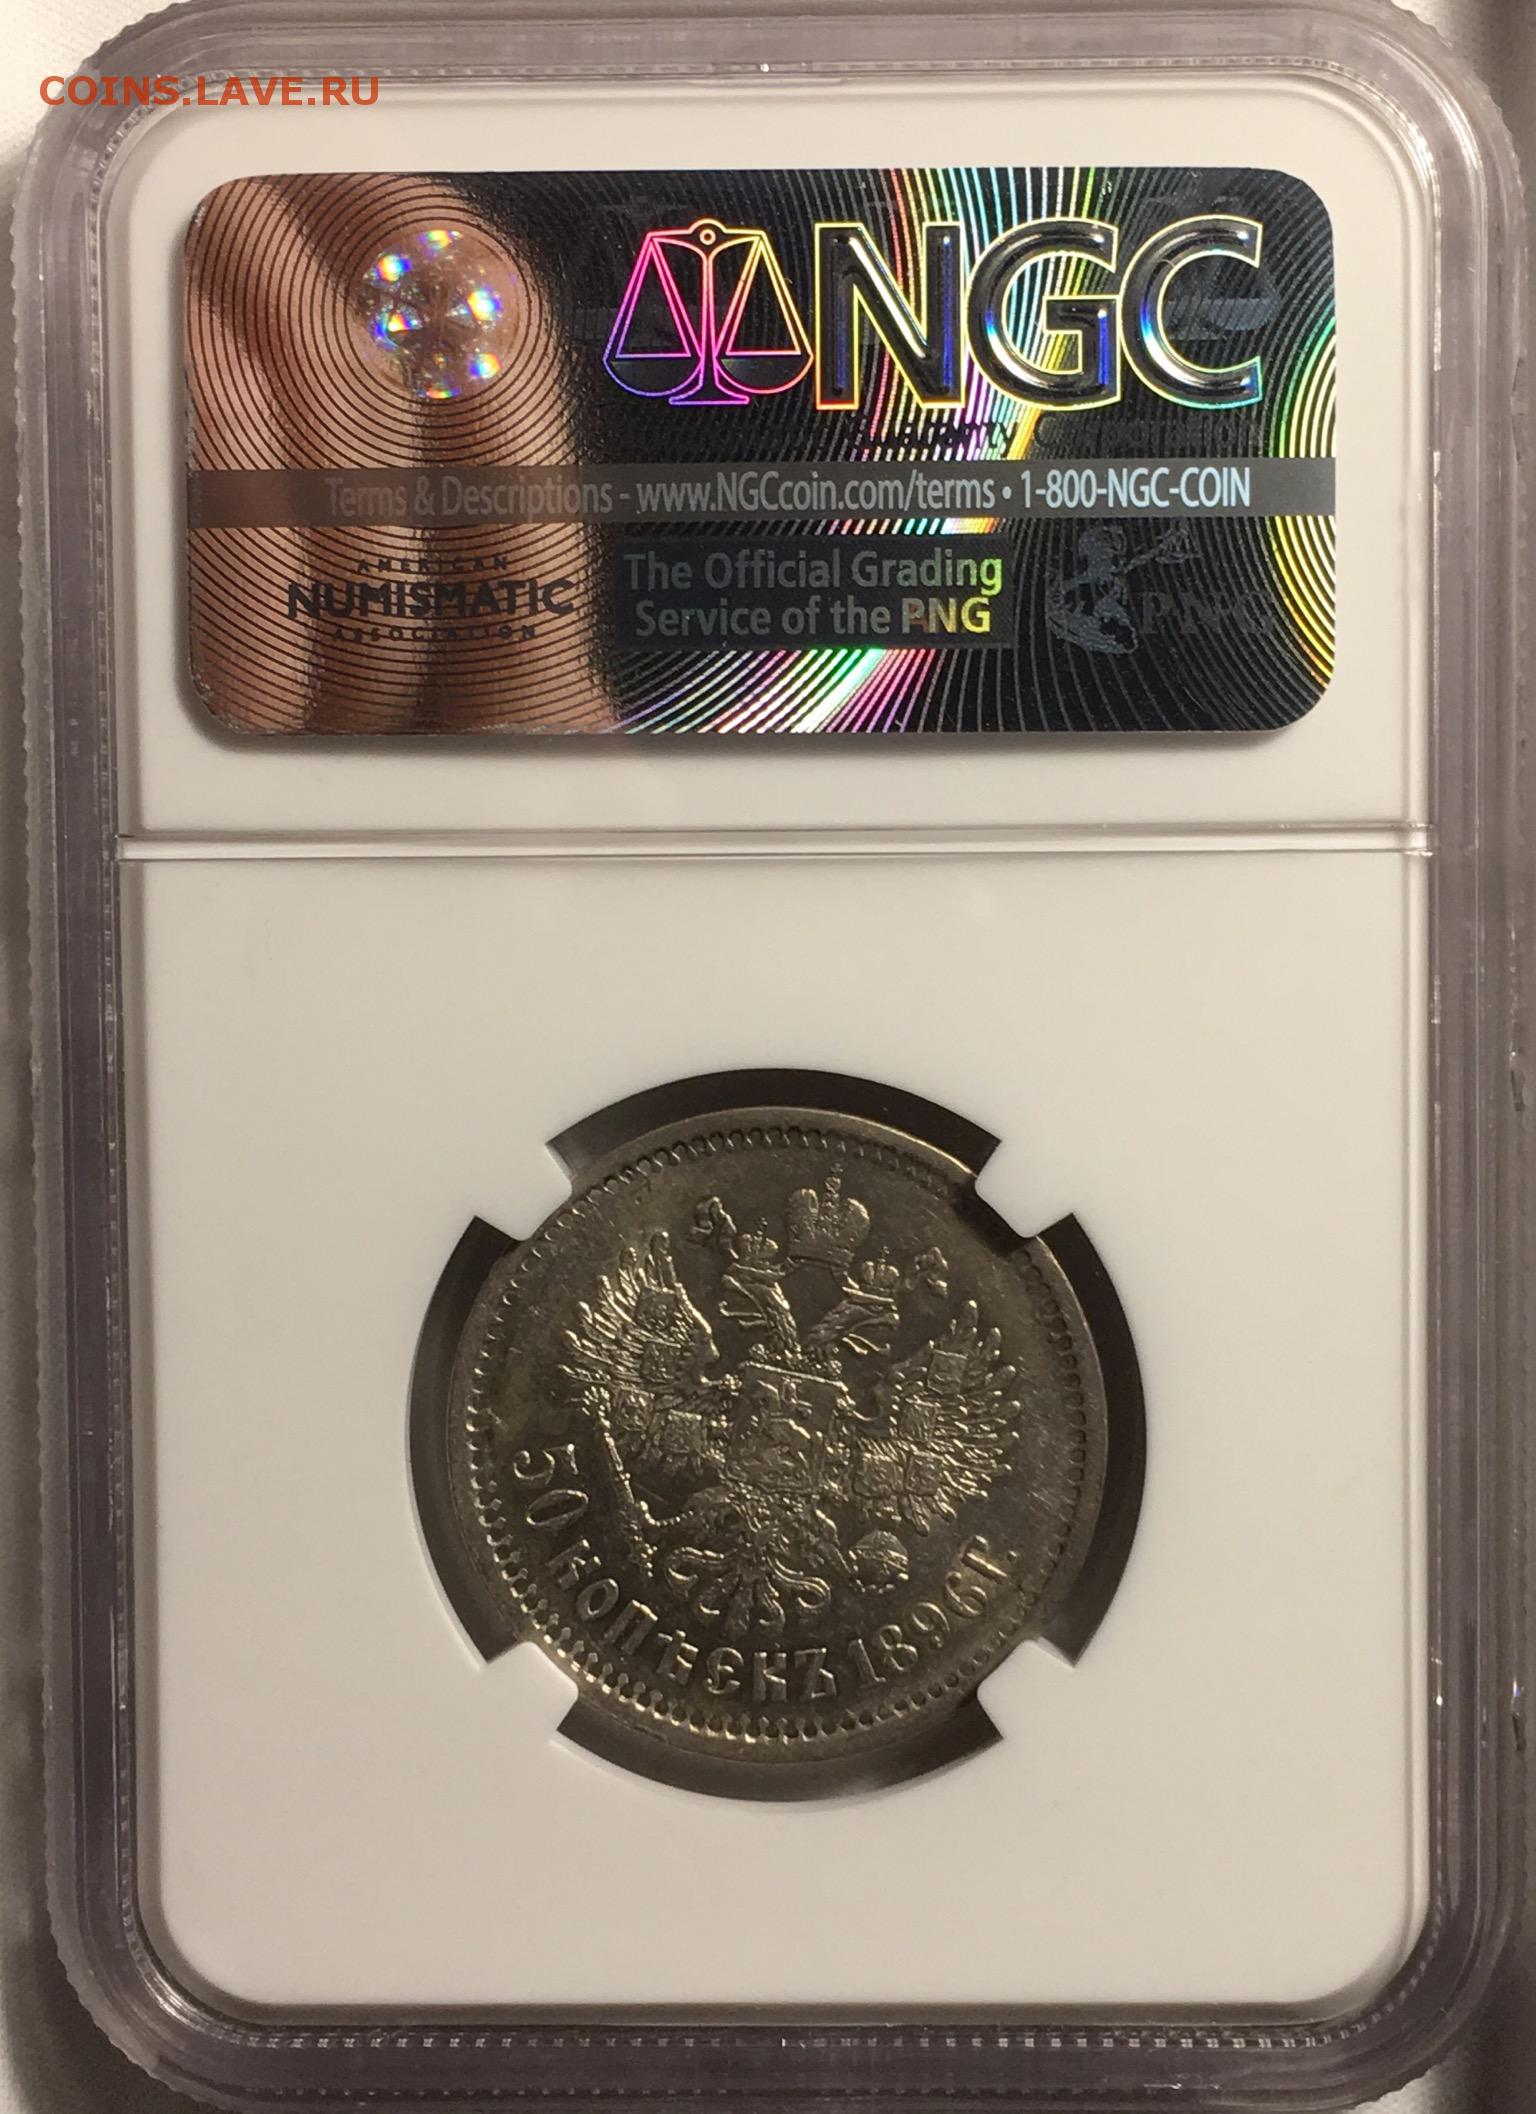 COINS.LAVE.RU
NGC
Terms & Descriptions - www.NGCcoin.com/terms • 1-800-NGC-COIN
AMERICAN
NUMISMATIC
ASSOCIATION
The Official Grading
Service of the PNG
PNG
50 КОПѢЕКЪ 1896 Г.